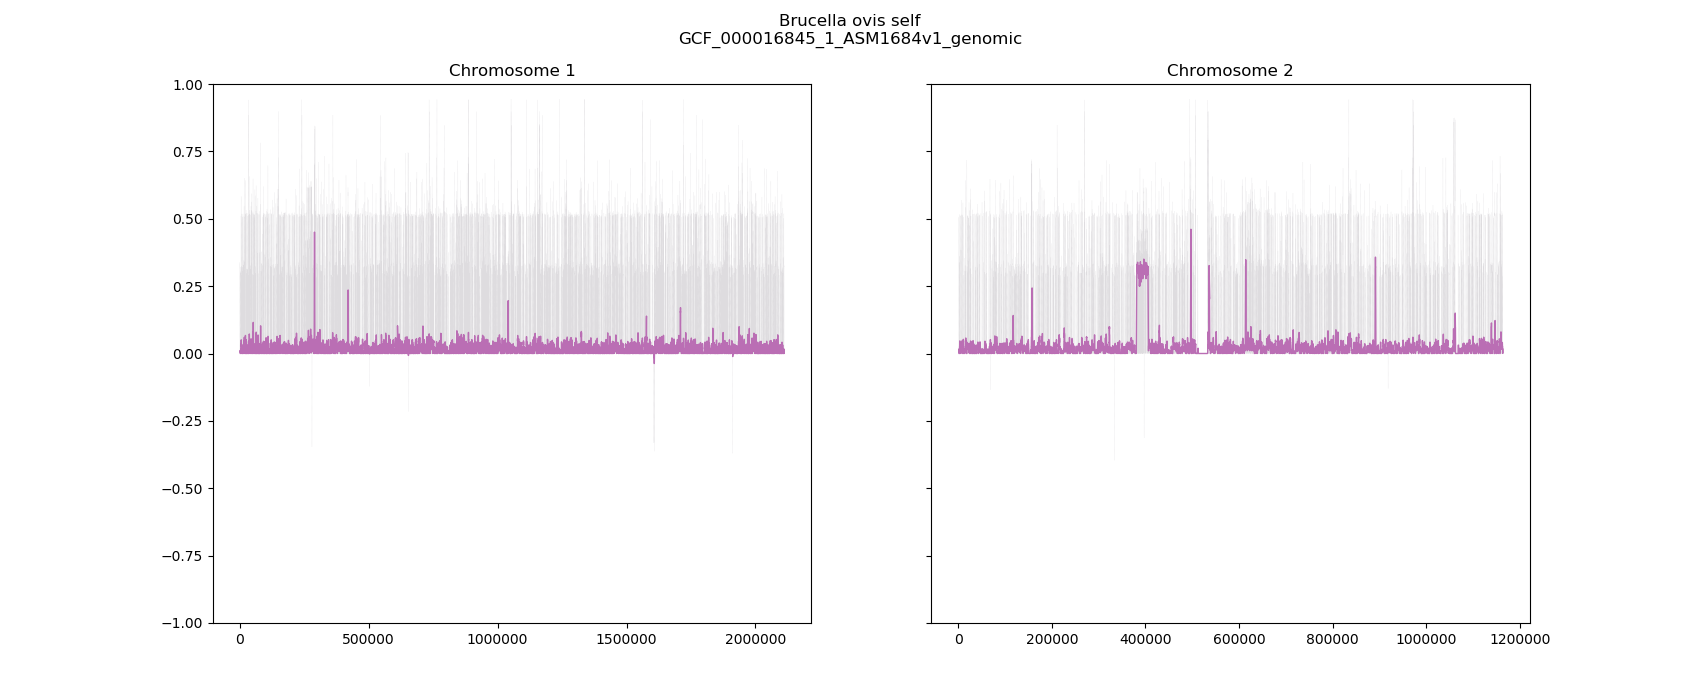 Brucella ovis self
GCF_000016845_1_ASM1684v1_genomic
Chromosome 1
Chromosome 2
1.00
0.75
0.50
0.25
0.00
−0.25
−0.50
−0.75
−1.00
0 500000 1000000 1500000 2000000
0 200000 400000 600000 800000 1000000 1200000